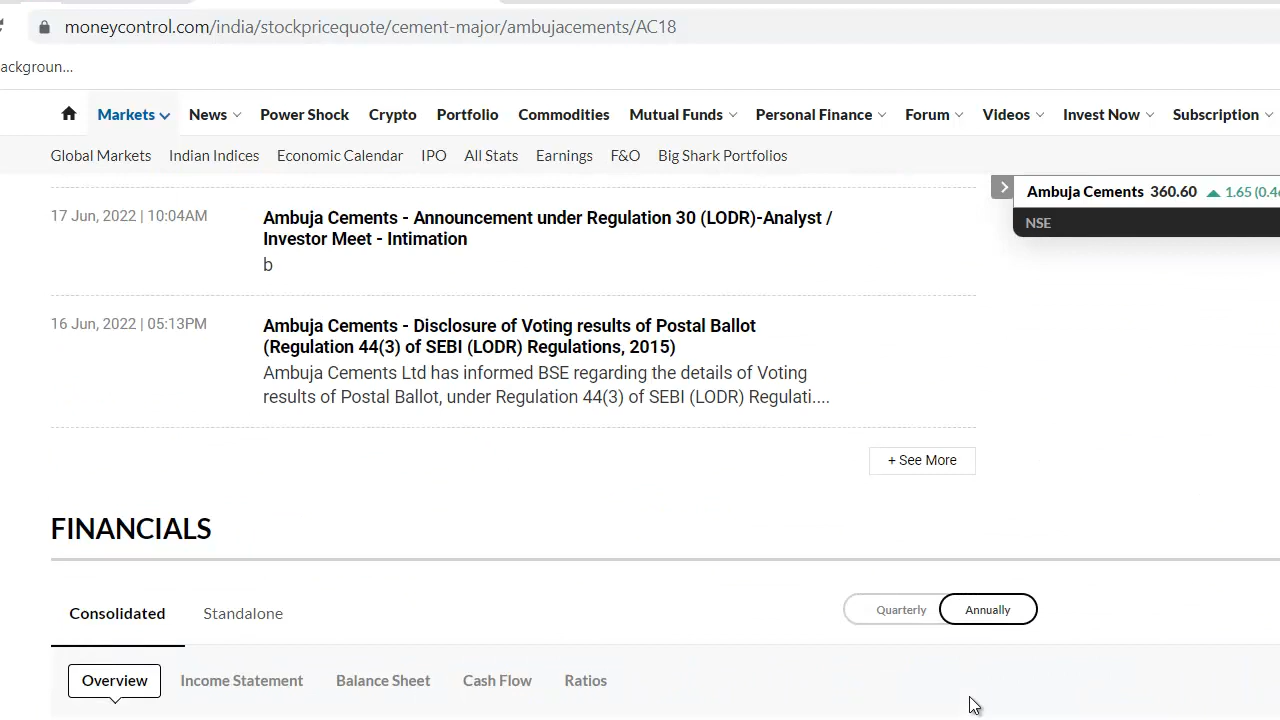 moneycontrol.com/india/stockpricequote/cement-major/ambujacements/AC18
ackgroun...
Markets News Power Shock Crypto Portfolio Commodities Mutual Funds Personal Finance Forum Videos Invest Now Subscription
Global Markets Indian Indices Economic Calendar IPO All Stats Earnings F&O Big Shark Portfolios
Ambuja Cements 360.60 1.65 (0.4
NSE
17 Jun, 2022 | 10:04AM
Ambuja Cements - Announcement under Regulation 30 (LODR)-Analyst /
Investor Meet - Intimation
b
16 Jun, 2022 | 05:13PM
Ambuja Cements - Disclosure of Voting results of Postal Ballot
(Regulation 44(3) of SEBI (LODR) Regulations, 2015)
Ambuja Cements Ltd has informed BSE regarding the details of Voting
results of Postal Ballot, under Regulation 44(3) of SEBI (LODR) Regulati....
+ See More
FINANCIALS
Consolidated Standalone
Quarterly Annually
Overview Income Statement Balance Sheet Cash Flow Ratios